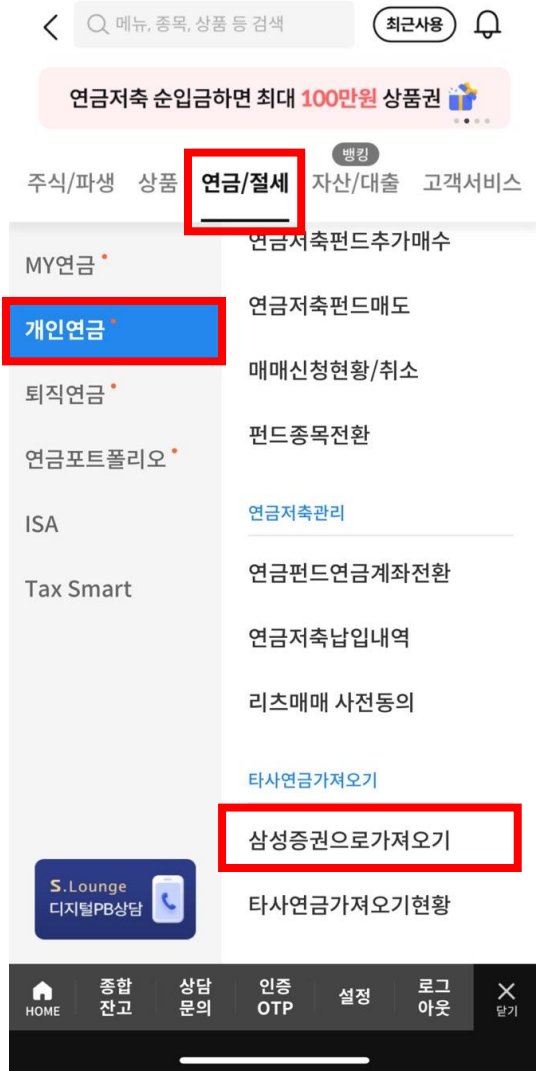 메뉴, 종목, 상품 등 검색
최근사용
연금저축 순입금하면 최대 100만원 상품권
뱅킹
주식/파생 상품 연금/절세 자산/대출 고객서비스
MY연금
개인연금
퇴직연금
연금포트폴리오
ISA
Tax Smart
연금저축펀드추가매수
연금저축펀드매도
매매신청현황/취소
펀드종목전환
연금저축관리
연금펀드연금계좌전환
연금저축납입내역
리츠매매 사전동의
타사연금가져오기
삼성증권으로가져오기
타사연금가져오기현황
S.Lounge
디지털PB상담
HOME
종합
잔고
상담
문의
인증
OTP
설정
로그
아웃
닫기